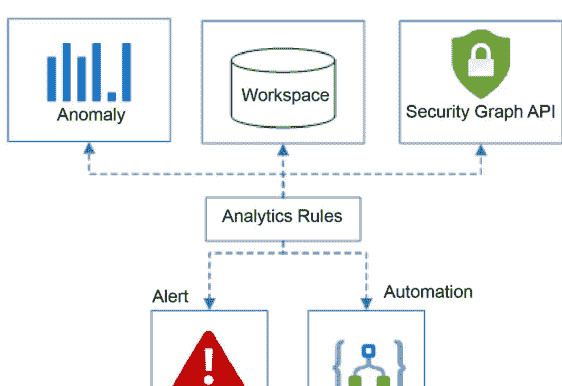 Anomaly
Workspace
Security Graph API
Analytics Rules
Alert
Automation